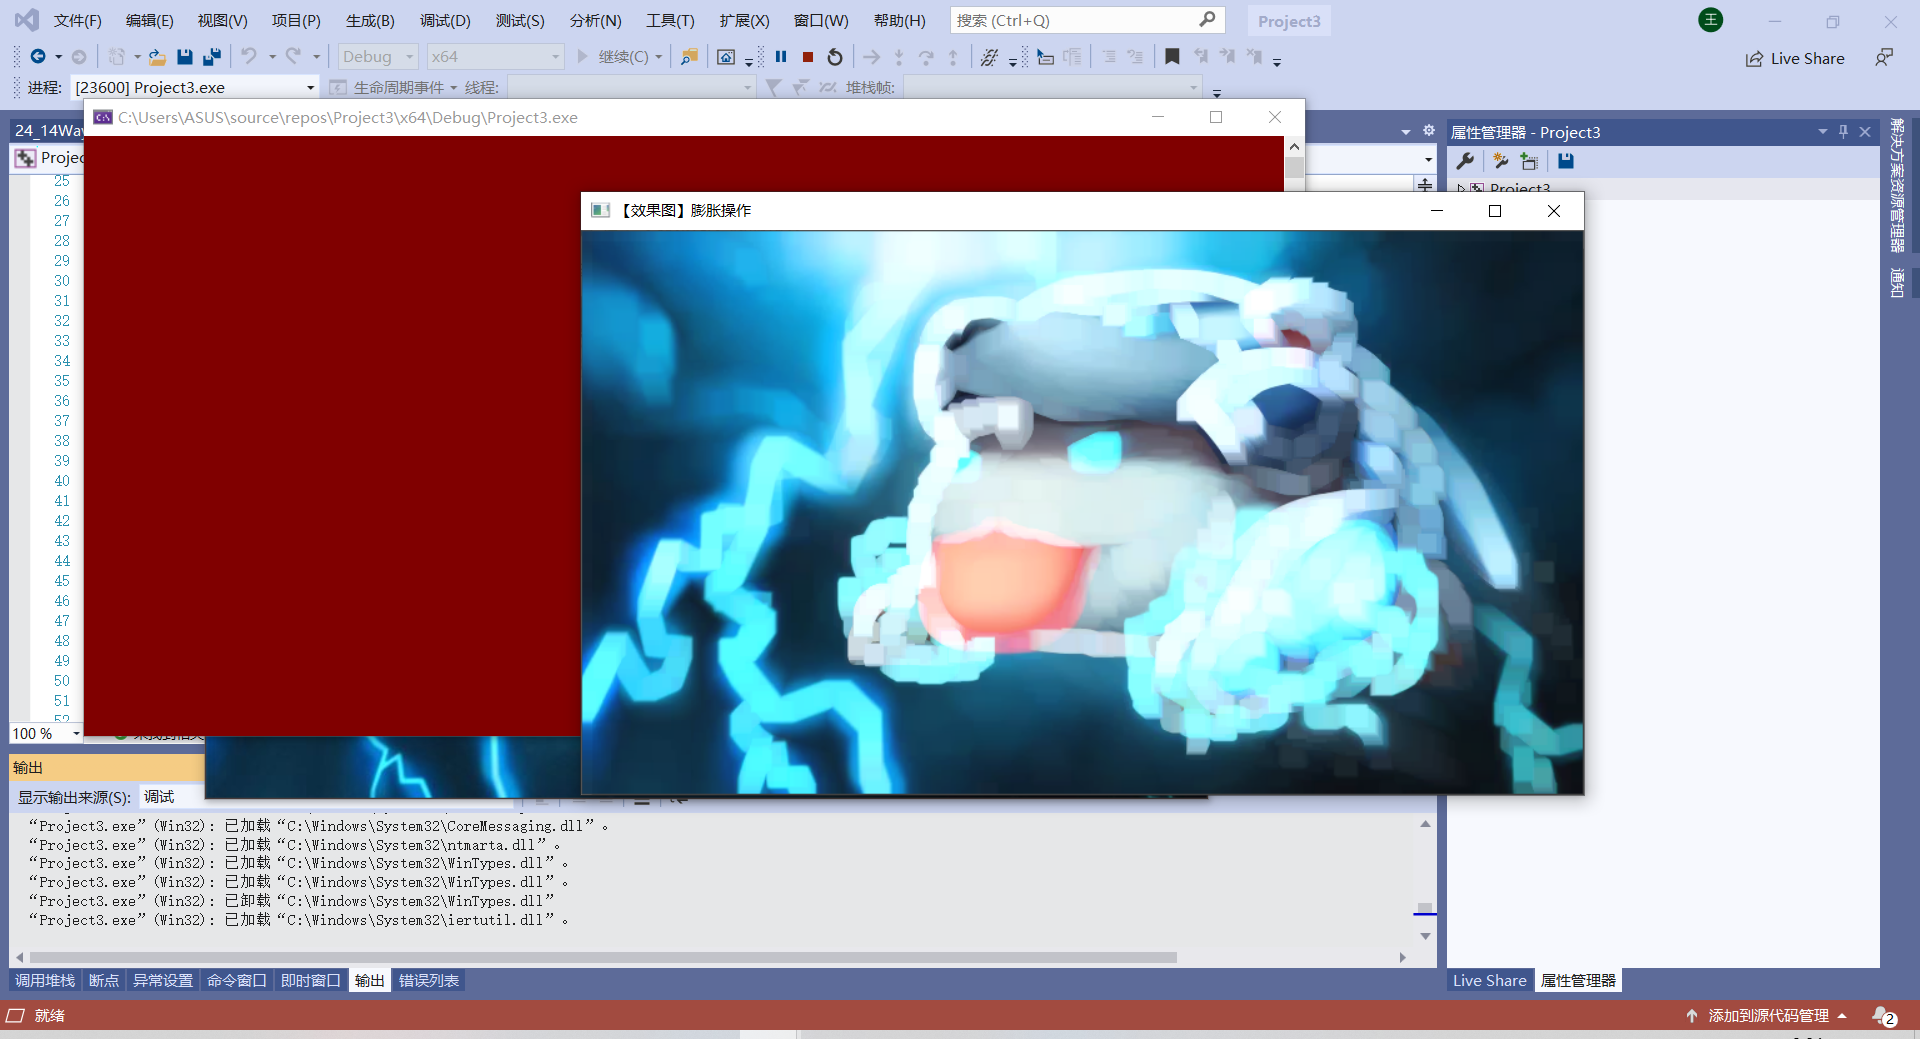 文件(F) 编辑(E) 视图(V) 项目(P) 生成(B) 调试(D) 测试(S) 分析(N) 工具(T) 扩展(X) 窗口(W) 帮助(H) 搜索 (Ctrl+Q) Project3 王
Debug x64 继续(C) Live Share
进程: [23600] Project3.exe 生命周期事件 线程: 堆栈帧:
C:\Users\ASUS\source\repos\Project3\x64\Debug\Project3.exe
24_14Way
属性管理器 - Project3
Project3
【效果图】膨胀操作
解决方案资源管理器
通知
25
26
27
28
29
30
31
32
33
34
35
36
37
38
39
40
41
42
43
44
45
46
47
48
49
50
51
52
100 %
输出
显示输出来源(S): 调试
“Project3.exe”(Win32): 已加载“C:\Windows\System32\CoreMessaging.dll”。
“Project3.exe”(Win32): 已加载“C:\Windows\System32\ntmarta.dll”。
“Project3.exe”(Win32): 已加载“C:\Windows\System32\WinTypes.dll”。
“Project3.exe”(Win32): 已加载“C:\Windows\System32\WinTypes.dll”。
“Project3.exe”(Win32): 已卸载“C:\Windows\System32\WinTypes.dll”
“Project3.exe”(Win32): 已加载“C:\Windows\System32\iertutil.dll”。
调用堆栈 断点 异常设置 命令窗口 即时窗口 输出 错误列表
Live Share 属性管理器
就绪 添加到源代码管理 2